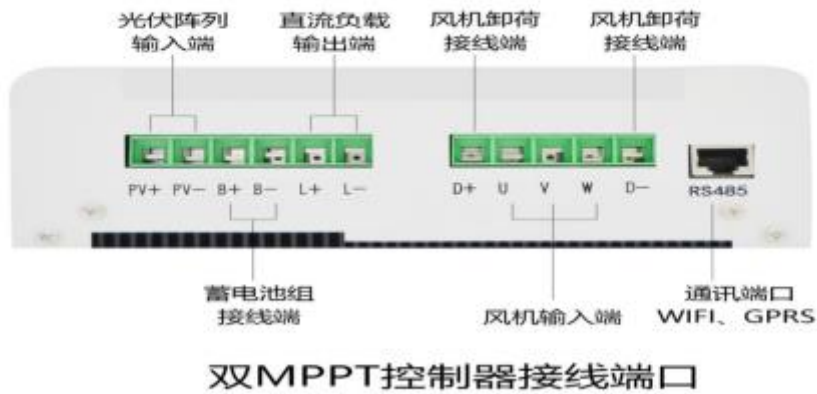 光伏阵列
输入端
直流负载
输出端
风机卸荷
接线端
风机卸荷
接线端
PV+ PV- B+ B- L+ L-
D+ U V W D-
RS485
蓄电池组
接线端
风机输入端
通讯端口
WIFI、GPRS
双MPPT控制器接线端口